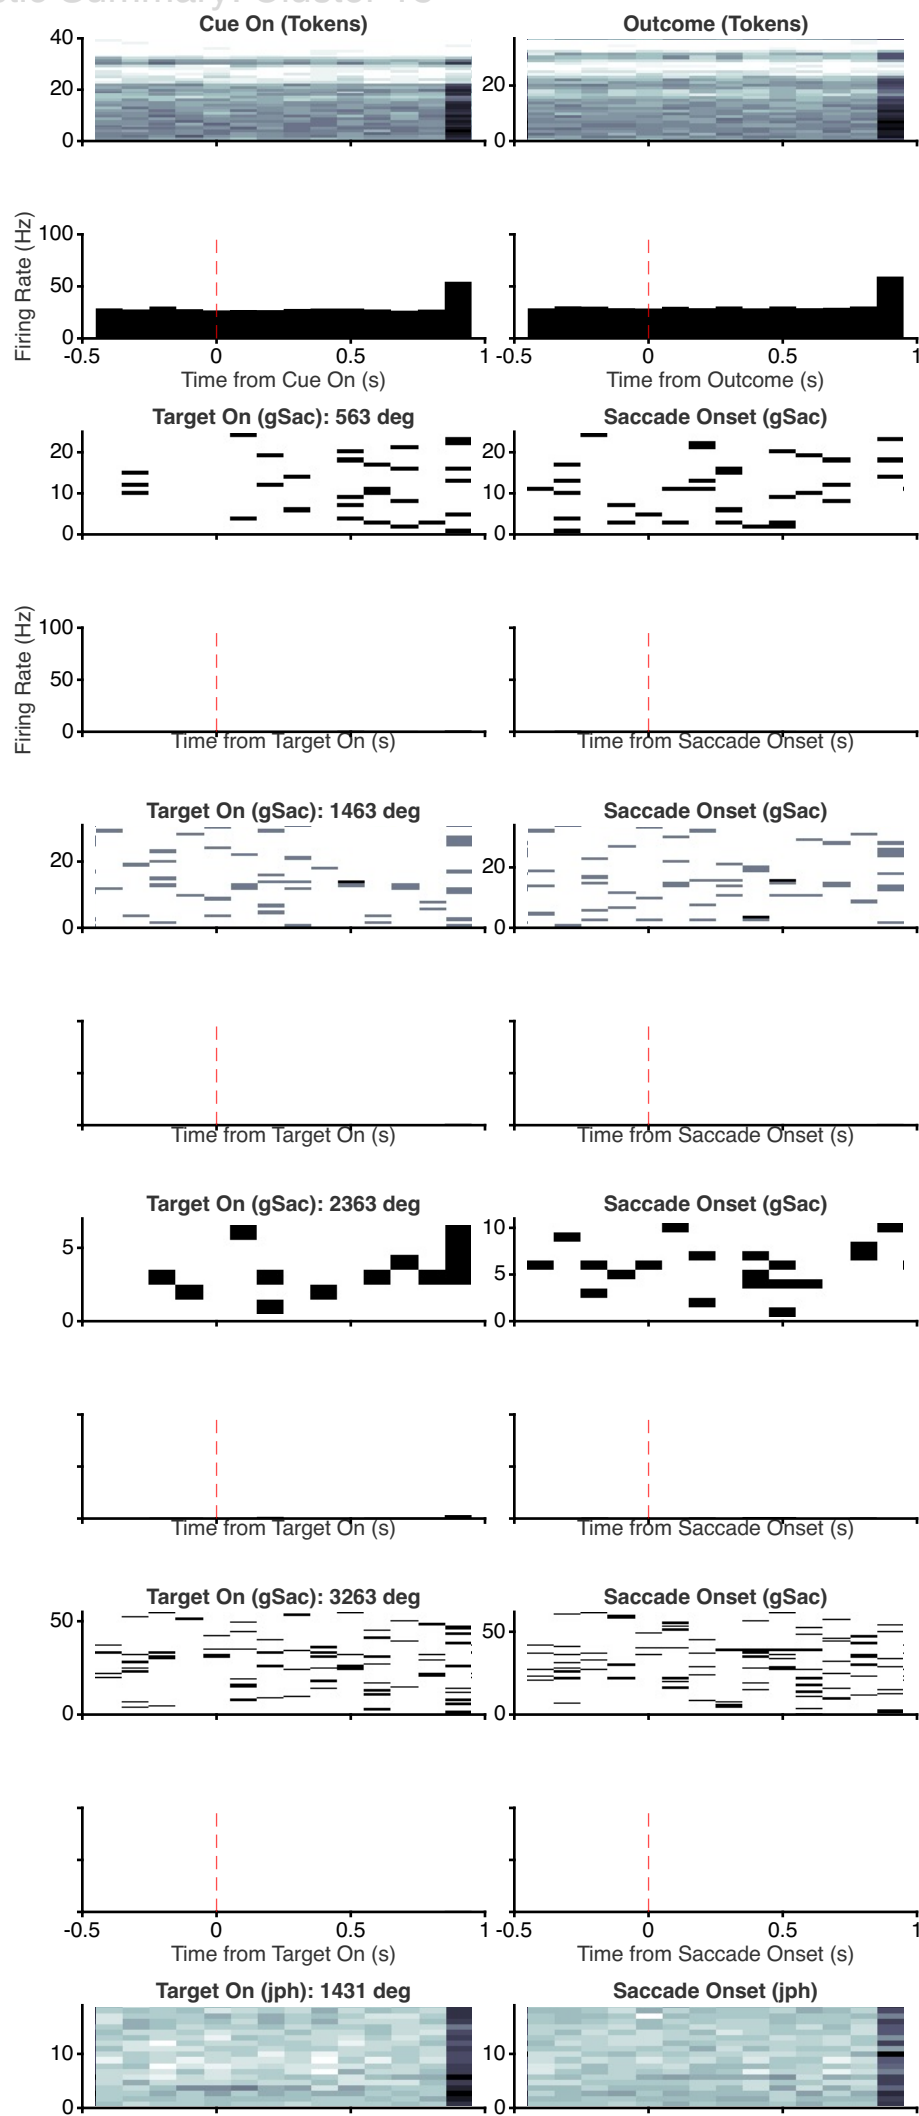 Cue On (Tokens)
Outcome (Tokens)
40
20
0
20
0
Firing Rate (Hz)
100
50
0
-0.5
0
0.5
1
-0.5
0
0.5
1
Time from Cue On (s)
Time from Outcome (s)
Target On (gSac): 563 deg
Saccade Onset (gSac)
20
10
0
20
10
0
Firing Rate (Hz)
100
50
0
Time from Target On (s)
Time from Saccade Onset (s)
Target On (gSac): 1463 deg
Saccade Onset (gSac)
20
0
20
0
Time from Target On (s)
Time from Saccade Onset (s)
Target On (gSac): 2363 deg
Saccade Onset (gSac)
5
0
10
5
0
Time from Target On (s)
Time from Saccade Onset (s)
Target On (gSac): 3263 deg
Saccade Onset (gSac)
50
0
50
0
-0.5
0
0.5
1
-0.5
0
0.5
1
Time from Target On (s)
Time from Saccade Onset (s)
Target On (jph): 1431 deg
Saccade Onset (jph)
10
0
10
0